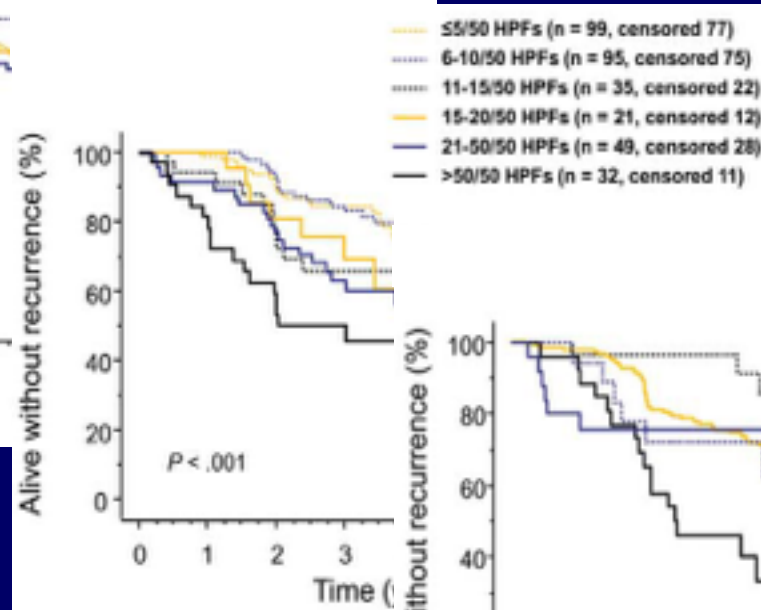 ≤5/50 HPFs (n = 99, censored 77)
6-10/50 HPFs (n = 95, censored 75)
11-15/50 HPFs (n = 35, censored 22)
15-20/50 HPFs (n = 21, censored 12)
21-50/50 HPFs (n = 49, censored 28)
>50/50 HPFs (n = 32, censored 11)
Alive without recurrence (%)
100
80
60
40
20
0
P < .001
0 1 2 3
Time (
ithout recurrence (%)
100
80
60
40